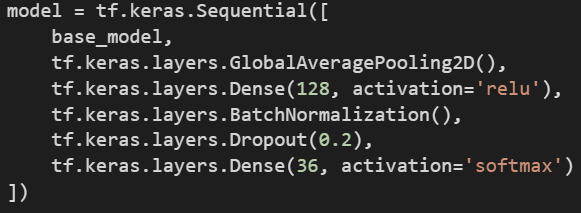 model = tf.keras.Sequential([
    base_model,
    tf.keras.layers.GlobalAveragePooling2D(),
    tf.keras.layers.Dense(128, activation='relu'),
    tf.keras.layers.BatchNormalization(),
    tf.keras.layers.Dropout(0.2),
    tf.keras.layers.Dense(36, activation='softmax')
])